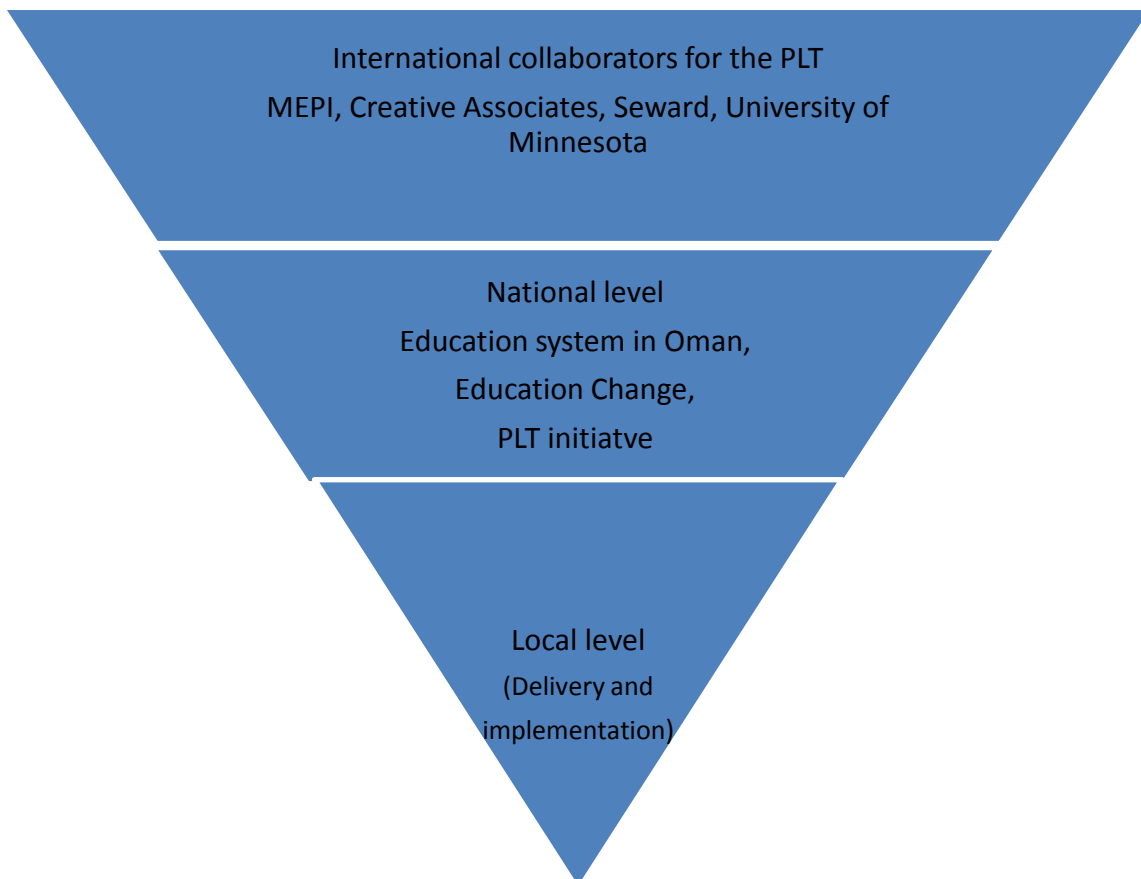 International collaborators for the PLT
MEPI, Creative Associates, Seward, University of
Minnesota
National level
Education system in Oman,
Education Change,
PLT initiatve
Local level
(Delivery and
implementation)